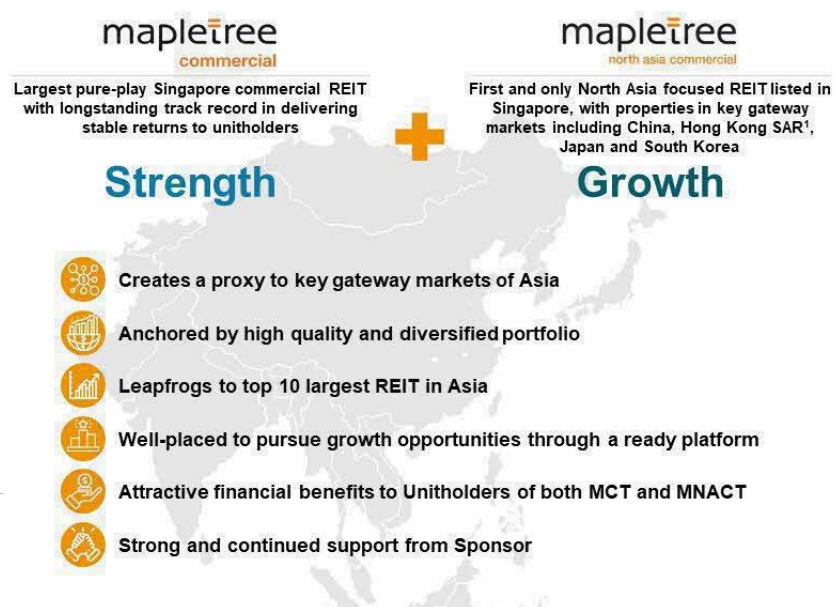 mapletree
commercial
Largest pure-play Singapore commercial REIT
with longstanding track record in delivering
stable returns to unitholders
Strength
mapletree
north asia commercial
First and only North Asia focused REIT listed in
Singapore, with properties in key gateway
markets including China, Hong Kong SAR¹,
Japan and South Korea
Growth
Creates a proxy to key gateway markets of Asia
Anchored by high quality and diversified portfolio
Leapfrogs to top 10 largest REIT in Asia
Well-placed to pursue growth opportunities through a ready platform
Attractive financial benefits to Unitholders of both MCT and MNACT
Strong and continued support from Sponsor